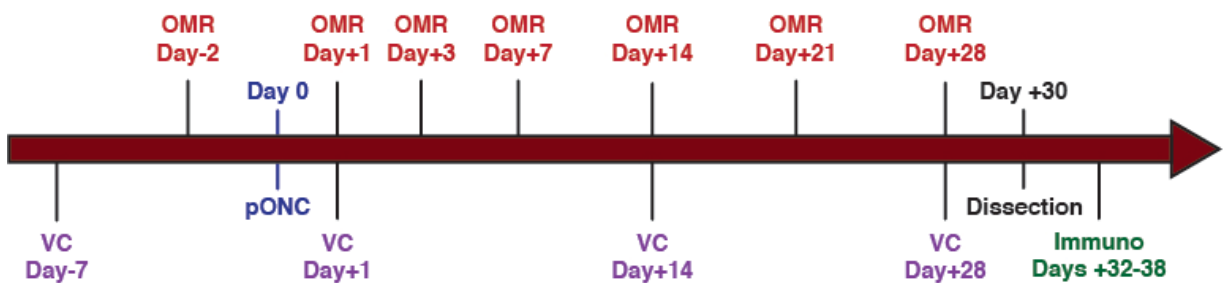 OMR OMR OMR OMR OMR OMR OMR
Day-2 Day+1 Day+3 Day+7 Day+14 Day+21 Day+28
Day 0 Day +30
pONC Dissection
VC VC VC VC Immuno
Day-7 Day+1 Day+14 Day+28 Days +32-38